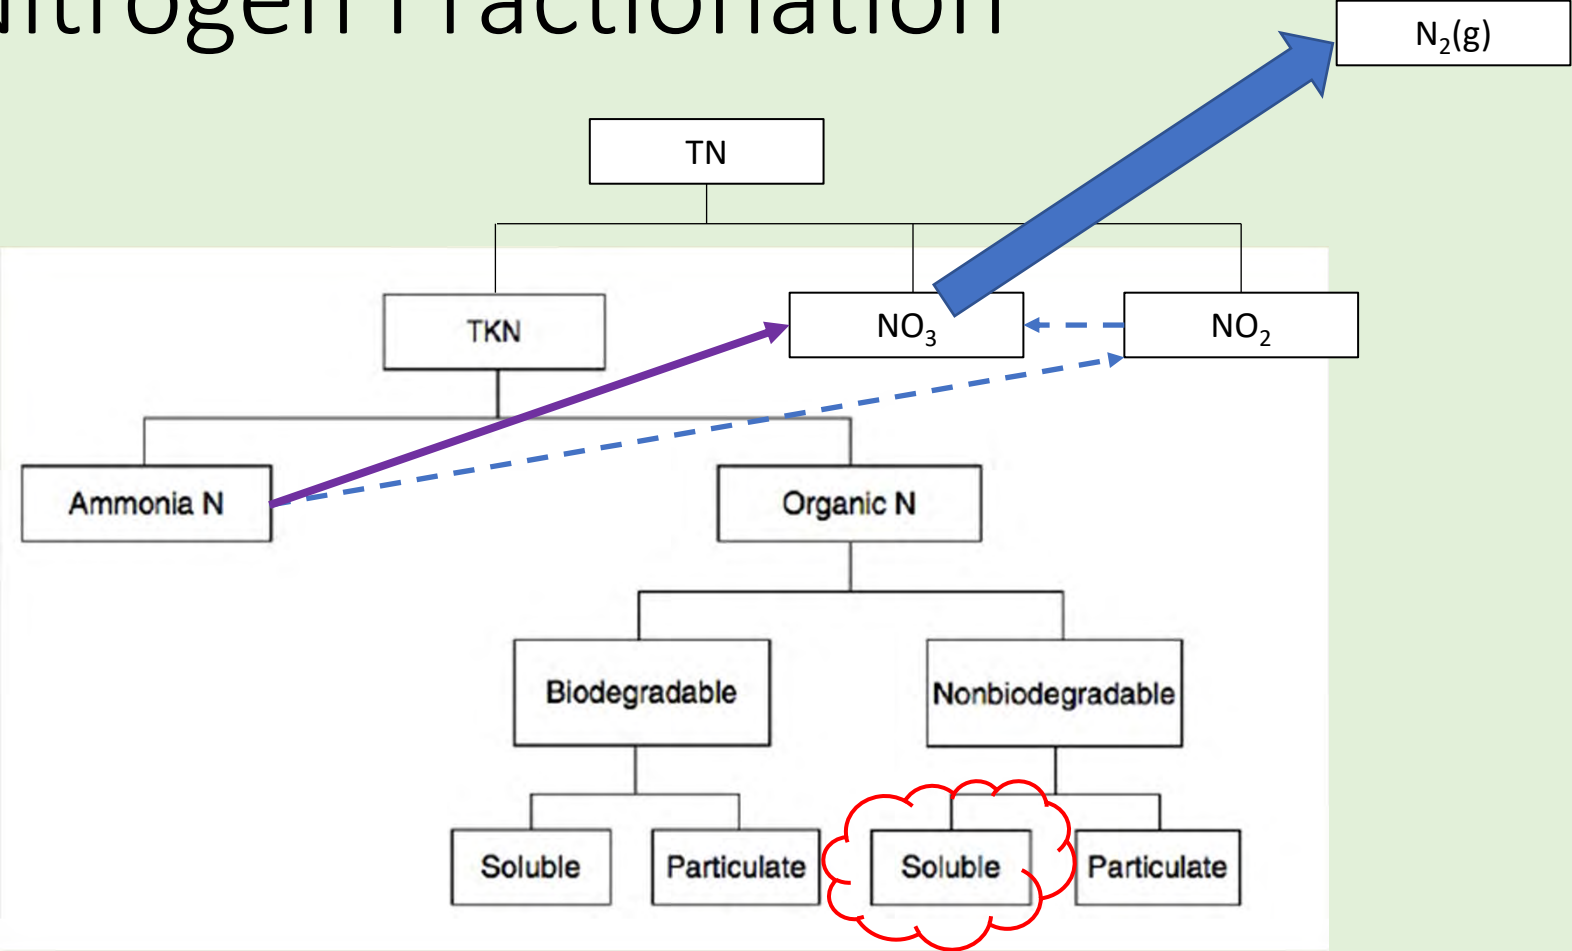 Nitrogen Fractionation
N₂(g)
TN
TKN
NO₃
NO₂
Ammonia N
Organic N
Biodegradable
Nonbiodegradable
Soluble
Particulate
Soluble
Particulate